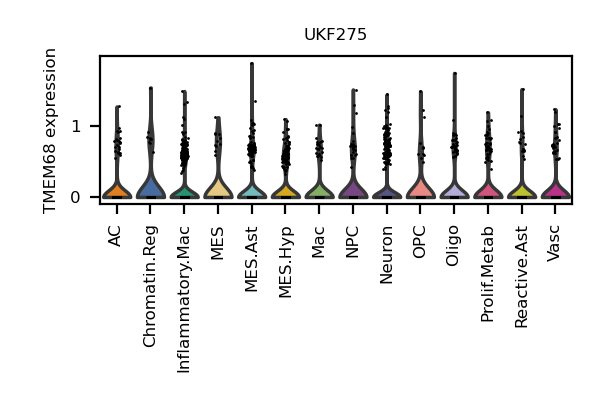 UKF275
TMEM68 expression
1
0
AC
Chromatin.Reg
Inflammatory.Mac
MES
MES.Ast
MES.Hyp
Mac
NPC
Neuron
OPC
Oligo
Prolif.Metab
Reactive.Ast
Vasc